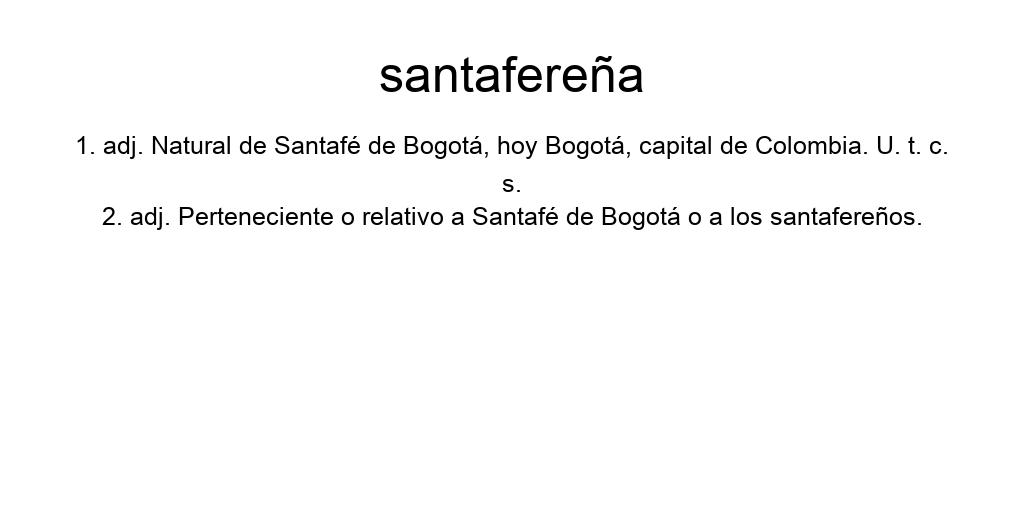 santafereña
1. adj. Natural de Santafé de Bogotá, hoy Bogotá, capital de Colombia. U. t. c.
s.
2. adj. Perteneciente o relativo a Santafé de Bogotá o a los santafereños.